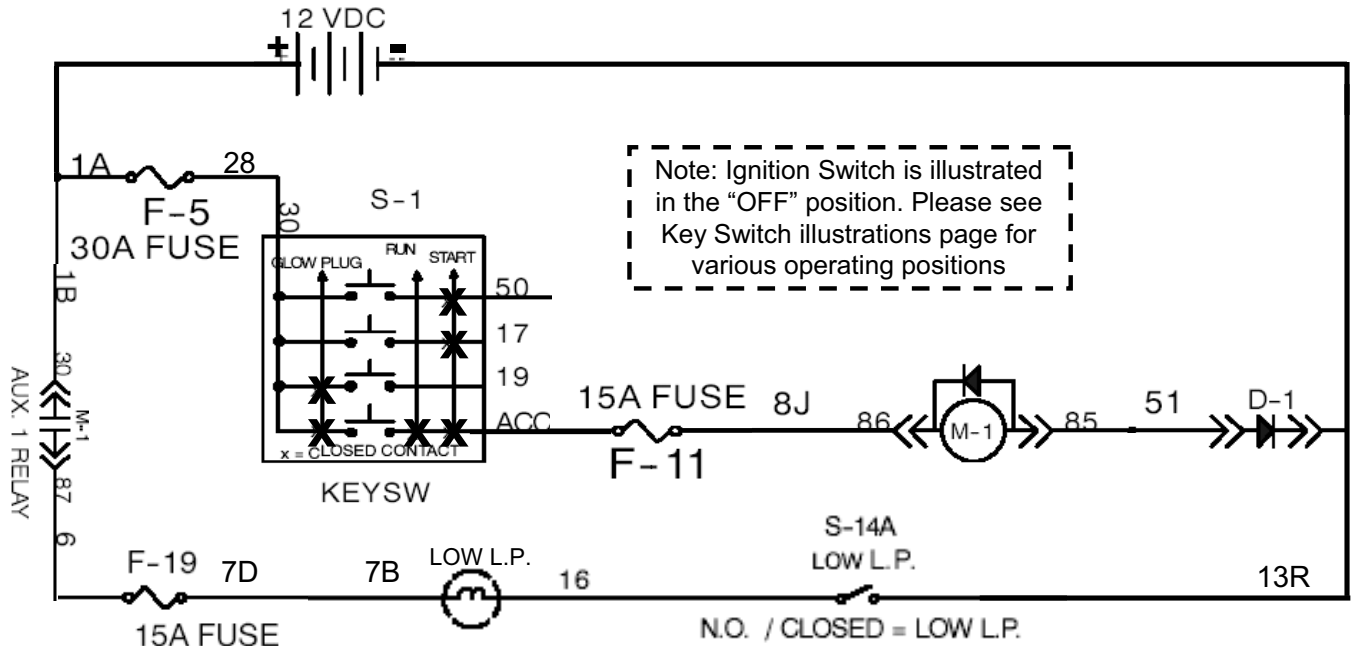 12 VDC
+
-
1A
28
F-5
30A FUSE
30
S-1
Note: Ignition Switch is illustrated
in the “OFF” position. Please see
Key Switch illustrations page for
various operating positions
GLOW PLUG
RUN
START
50
17
19
ACC
x = CLOSED CONTACT
KEYSW
1B
30
M-1
AUX. 1 RELAY
87
6
15A FUSE
F-11
8J
86
M-1
85
51
D-1
F-19
15A FUSE
7D
7B
LOW L.P.
16
S-14A
LOW L.P.
N.O. / CLOSED = LOW L.P.
13R